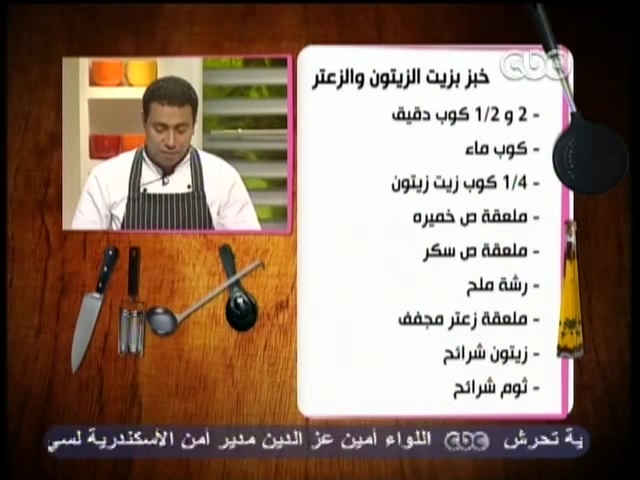 خبز بزيت الزيتون والزعتر
cbc
- 2 و 1/2 كوب دقيق
- كوب ماء
- 1/4 كوب زيت زيتون
- ملعقة ص خميره
- ملعقة ص سكر
- رشة ملح
- ملعقة زعتر مجفف
- زيتون شرائح
- ثوم شرائح
ية تحرش cbc اللواء أمين عز الدين مدير أمن الأسكندرية لسي